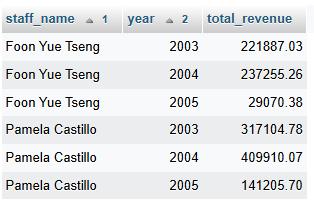 staff_name 1 year 2 total_revenue
Foon Yue Tseng 2003 221887.03
Foon Yue Tseng 2004 237255.26
Foon Yue Tseng 2005 29070.38
Pamela Castillo 2003 317104.78
Pamela Castillo 2004 409910.07
Pamela Castillo 2005 141205.70